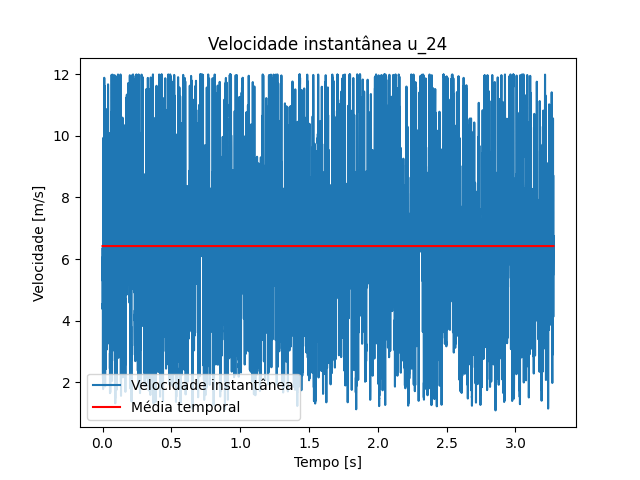 Velocidade instantânea u_24
Velocidade [m/s]
12
10
8
6
4
2
Velocidade instantânea
Média temporal
0.0 0.5 1.0 1.5 2.0 2.5 3.0
Tempo [s]